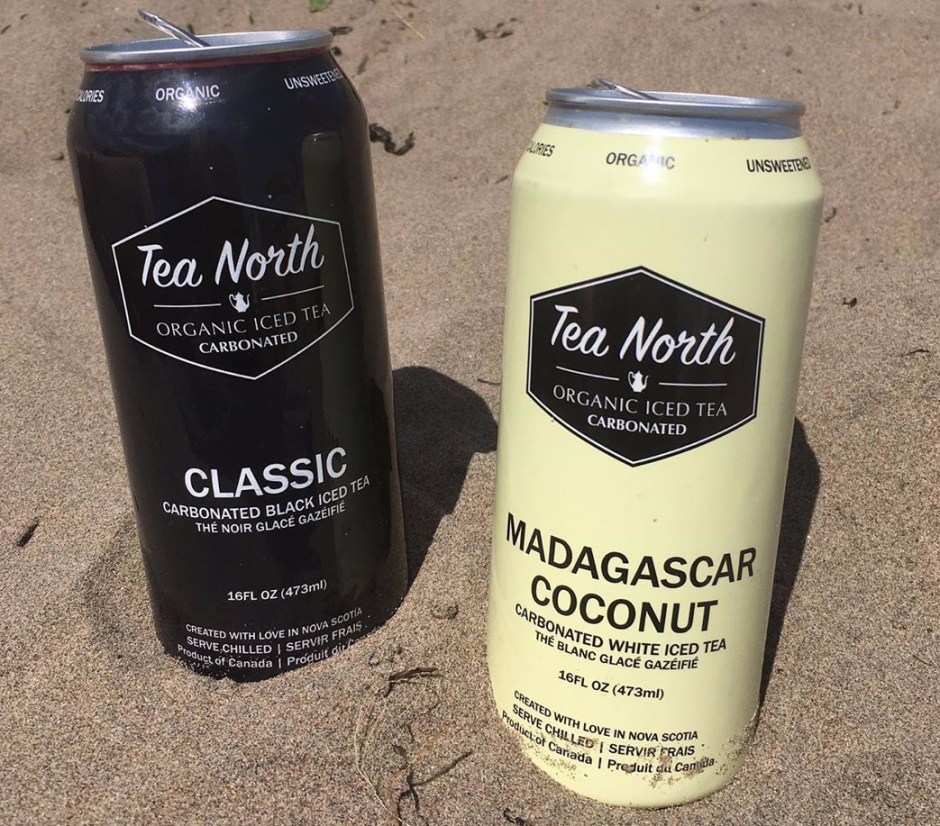 ORGANIC UNSWEETENED
Tea North
ORGANIC ICED TEA
CARBONATED
CLASSIC
CARBONATED BLACK ICED TEA
THÉ NOIR GLACÉ GAZÉIFIÉ
16FL OZ (473ml)
CREATED WITH LOVE IN NOVA SCOTIA
SERVE CHILLED | SERVIR FRAIS
Product of Canada | Produit du
ORGANIC UNSWEETENED
Tea North
ORGANIC ICED TEA
CARBONATED
MADAGASCAR
COCONUT
CARBONATED WHITE ICED TEA
THÉ BLANC GLACÉ GAZÉIFIÉ
16FL OZ (473ml)
CREATED WITH LOVE IN NOVA SCOTIA
SERVE CHILLED | SERVIR FRAIS
Product of Canada | Produit du Canada